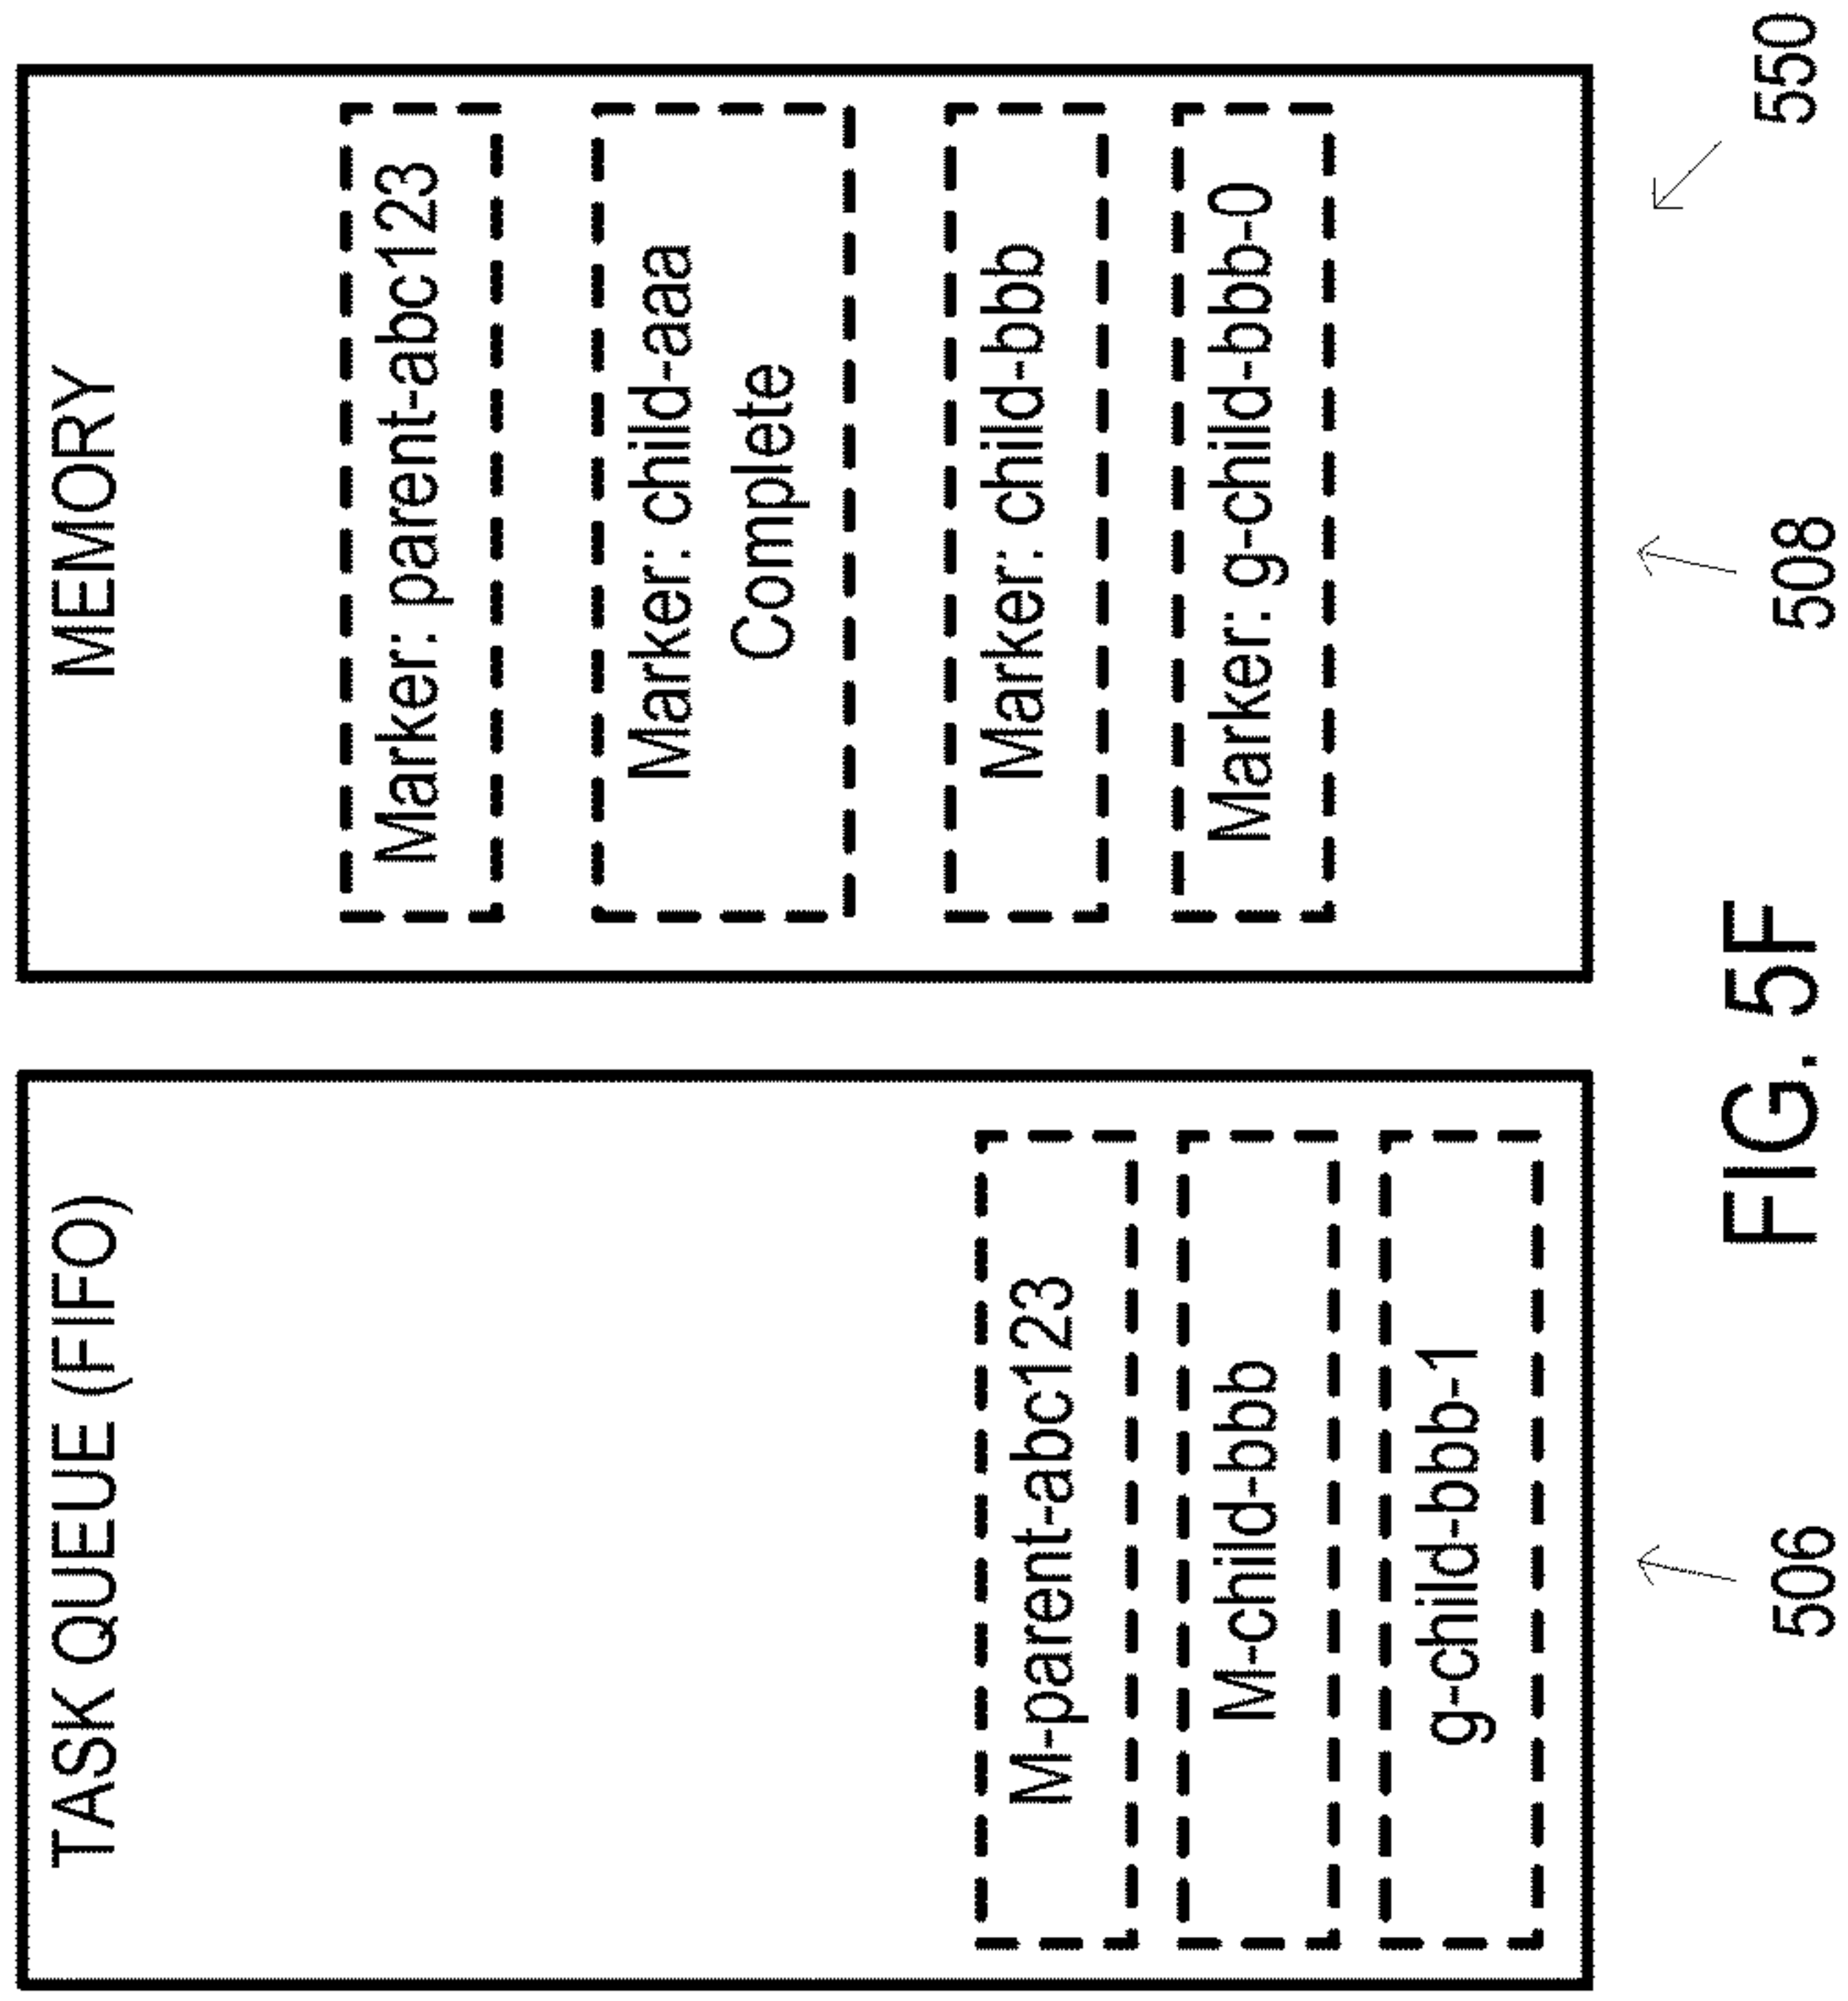 TASK QUEUE (FIFO)
M-parent-abc123
M-child-bbb
g-child-bbb-1
506
MEMORY
Marker: parent-abc123
Marker: child-aaa
Complete
Marker: child-bbb
Marker: g-child-bbb-0
508
550
FIG. 5F